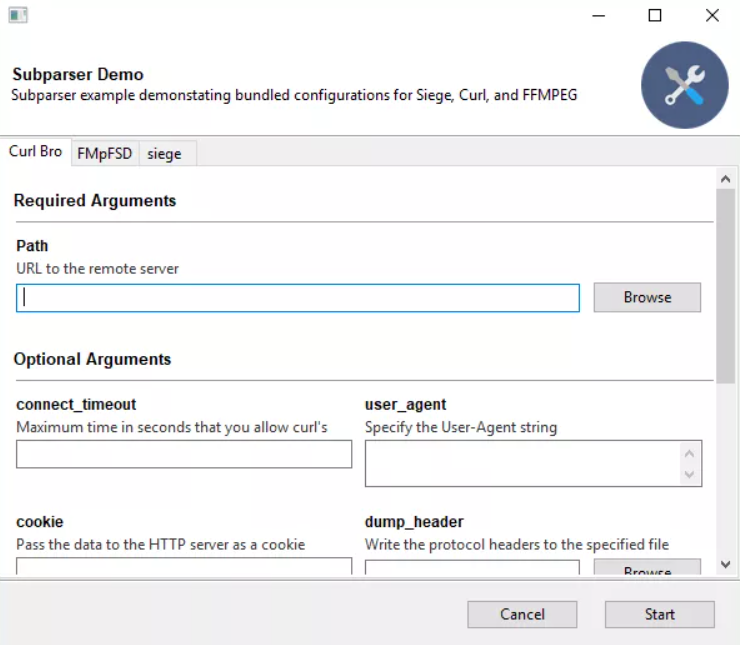 Subparser Demo
Subparser example demonstating bundled configurations for Siege, Curl, and FFMPEG
Curl Bro FMpFSD siege
Required Arguments
Path
URL to the remote server
Browse
Optional Arguments
connect_timeout user_agent
Maximum time in seconds that you allow curl's Specify the User-Agent string
cookie dump_header
Pass the data to the HTTP server as a cookie Write the protocol headers to the specified file
Browse
Cancel Start